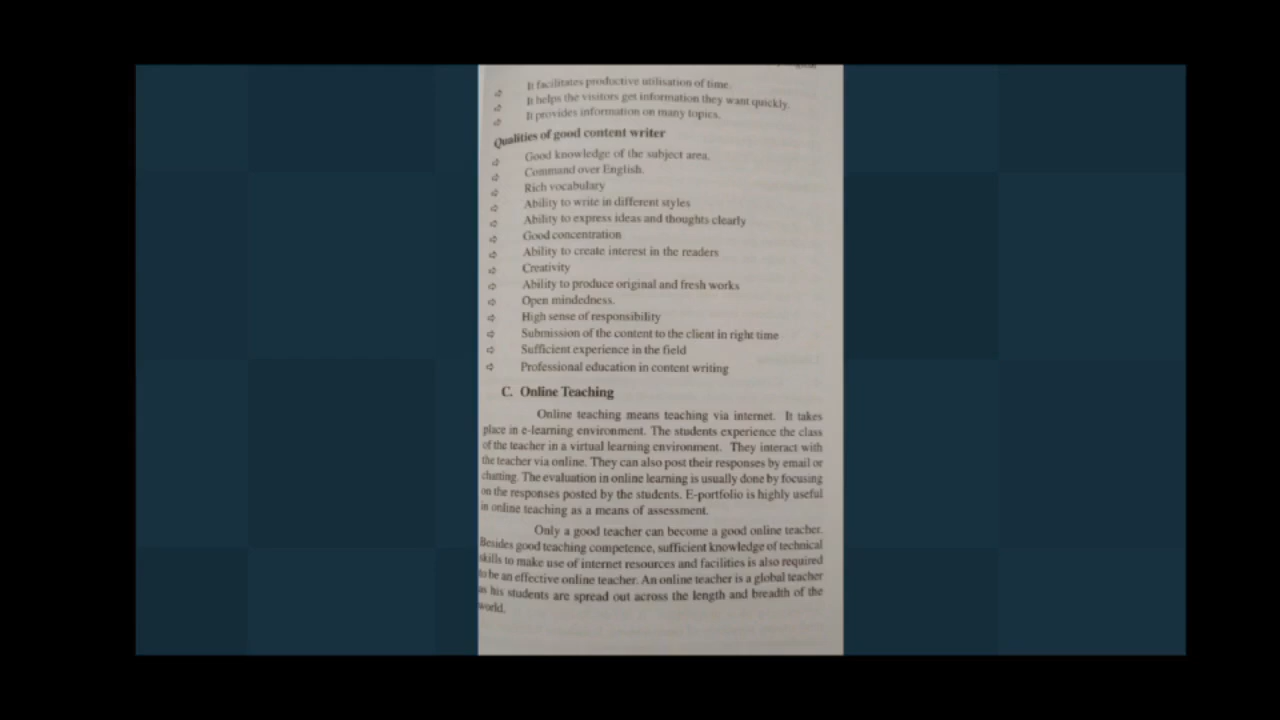 It facilitates productive utilisation of time.
It helps the visitors get information they want quickly.
It provides information on many topics.
Qualities of good content writer
Good knowledge of the subject area.
Command over English.
Rich vocabulary
Ability to write in different styles
Ability to express ideas and thoughts clearly
Good concentration
Ability to create interest in the readers
Creativity
Ability to produce original and fresh works
Open mindedness.
High sense of responsibility
Submission of the content to the client in right time
Sufficient experience in the field
Professional education in content writing
C. Online Teaching
Online teaching means teaching via internet. It takes
place in e-learning environment. The students experience the class
of the teacher in a virtual learning environment. They interact with
the teacher via online. They can also post their responses by email or
chatting. The evaluation in online learning is usually done by focusing
on the responses posted by the students. E-portfolio is highly useful
in online teaching as a means of assessment.
Only a good teacher can become a good online teacher.
Besides good teaching competence, sufficient knowledge of technical
skills to make use of internet resources and facilities is also required
to be an effective online teacher. An online teacher is a global teacher
as his students are spread out across the length and breadth of the
world.